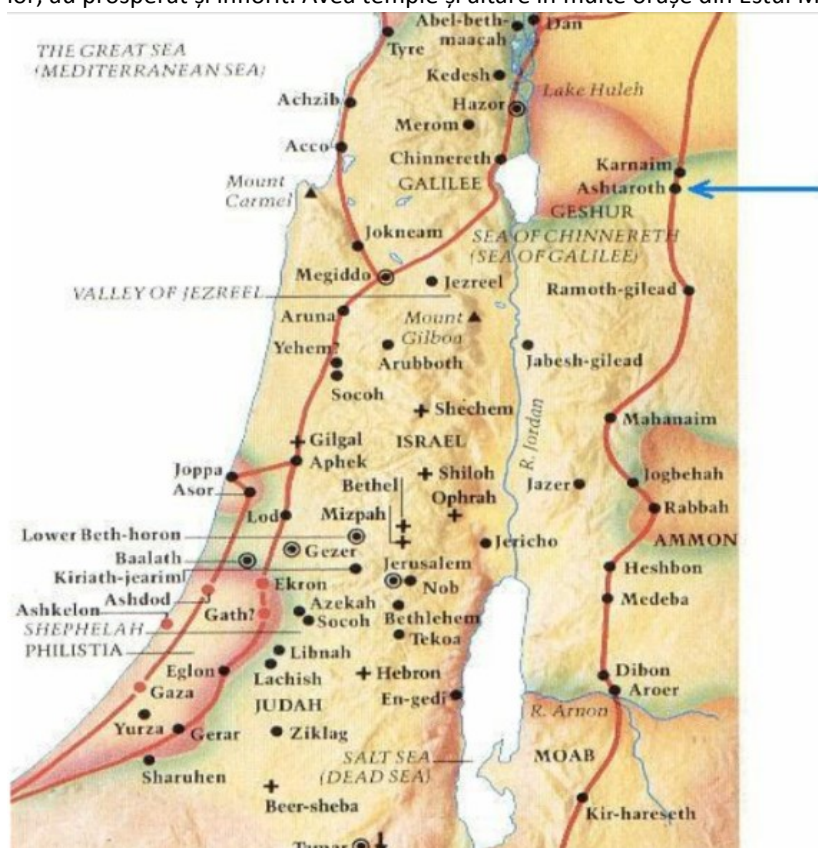 lor, au prosperat și înflorit. Avea temple și altare în multe orașe din Estul M
Abel-beth-
maacah
Dan
THE GREAT SEA
(MEDITERRANEAN SEA)
Tyre
Kedesh
Lake Huleh
Achzib
Hazor
Merom
Acco
Chinnereth
Karnaim
Mount
Carmel
GALILEE
Ashtaroth
GESHUR
Jokneam
SEA OF CHINNERETH
(SEA OF GALILEE)
Megiddo
Jezreel
VALLEY OF JEZREEL
Ramoth-gilead
Aruna
Mount
Gilboa
Yehem?
Arubboth
Jabesh-gilead
Socoh
Shechem
R. Jordan
Mahanaim
Gilgal
ISRAEL
Aphek
Joppa
Shiloh
Jogbehah
Asor
Bethel
Ophrah
Jazer
Lod
Mizpah
Rabbah
Lower Beth-horon
Gezer
Jericho
AMMON
Baalath
Jerusalem
Kiriath-jearim
Ekron
Nob
Heshbon
Ashdod
Azekah
Ashkelon
Gath?
Socoh
Bethlehem
Medeba
SHEPHELAH
Tekoa
PHILISTIA
Libnah
Eglon
Lachish
Hebron
Dibon
Gaza
En-gedi
Aroer
JUDAH
R. Arnon
Yurza
Gerar
Ziklag
SALT SEA
(DEAD SEA)
MOAB
Sharuhen
Beer-sheba
Kir-hareseth
Tamar